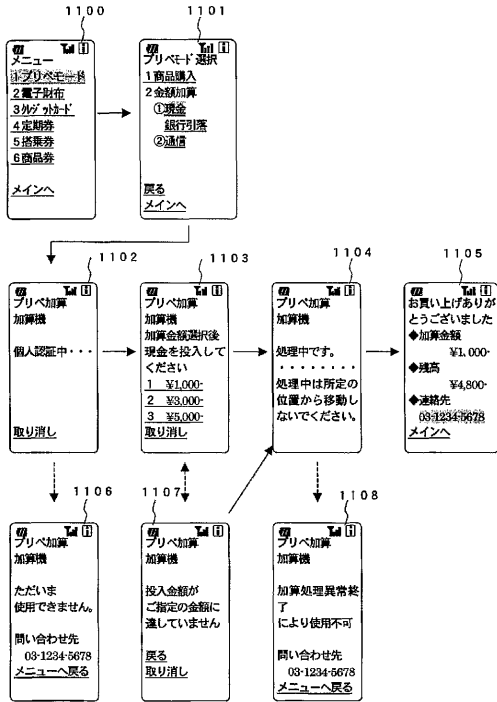 1100
メニュー
1プリペモード
2電子財布
3クレジットカード
4定期券
5搭乗券
6商品券
メインへ
1101
プリペモード選択
1商品購入
2金額加算
①現金
銀行引落
②通信
戻る
メインへ
1102
プリペ加算
加算機
個人認証中・・・
取り消し
1103
プリペ加算
加算機
加算金額選択後
現金を投入して
ください
1 ¥1,000-
2 ¥3,000-
3 ¥5,000-
取り消し
1104
プリペ加算
加算機
処理中です。
・・・・・・・・
処理中は所定の
位置から移動し
ないでください。
1105
お買い上げありが
とうございました
◆加算金額
¥1,000-
◆残高
¥4,800-
◆連絡先
03-1234-5678
メインへ
1106
プリペ加算
加算機
ただいま
使用できません。
問い合わせ先
03-1234-5678
メニューへ戻る
1107
プリペ加算
加算機
投入金額が
ご指定の金額に
達していません
戻る
取り消し
1108
プリペ加算
加算機
加算処理異常終
了
により使用不可
問い合わせ先
03-1234-5678
メニューへ戻る